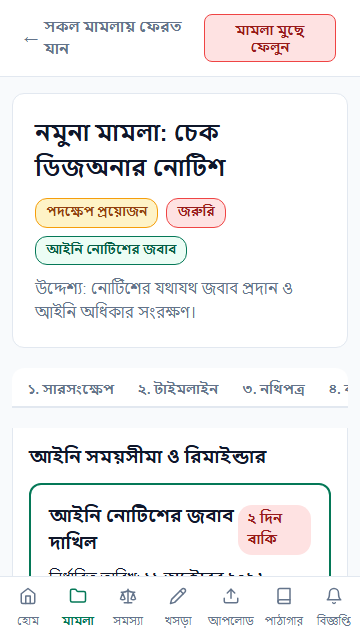 ← সকল মামলায় ফেরত
যান
মামলা মুছে
ফেলুন
নমুনা মামলা: চেক
ডিজঅনার নোটিশ
পদক্ষেপ প্রয়োজন জরুরি
আইনি নোটিশের জবাব
উদ্দেশ্য: নোটিশের যথাযথ জবাব প্রদান ও
আইনি অধিকার সংরক্ষণ।
১. সারসংক্ষেপ ২. টাইমলাইন ৩. নথিপত্র ৪.
আইনি সময়সীমা ও রিমাইন্ডার
আইনি নোটিশের জবাব
দাখিল
২ দিন
বাকি
হোম মামলা সমস্যা খসড়া আপলোড পাঠাগার বিজ্ঞপ্তি